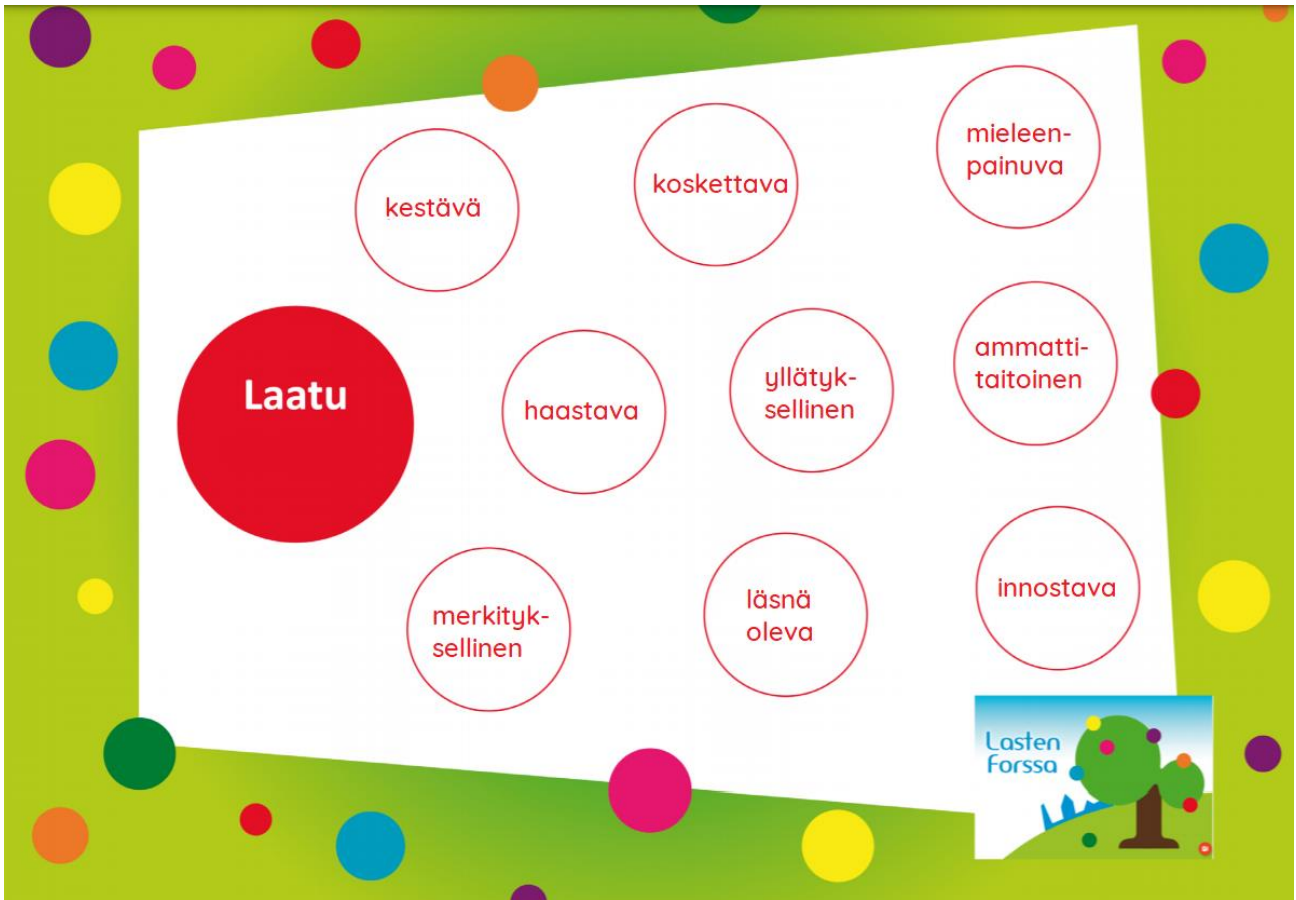 kestävä
koskettava
mieleen-
painuva
Laatu
haastava
yllätyk-
sellinen
ammatti-
taitoinen
merkityk-
sellinen
läsnä
oleva
innostava
Lasten
Forssa